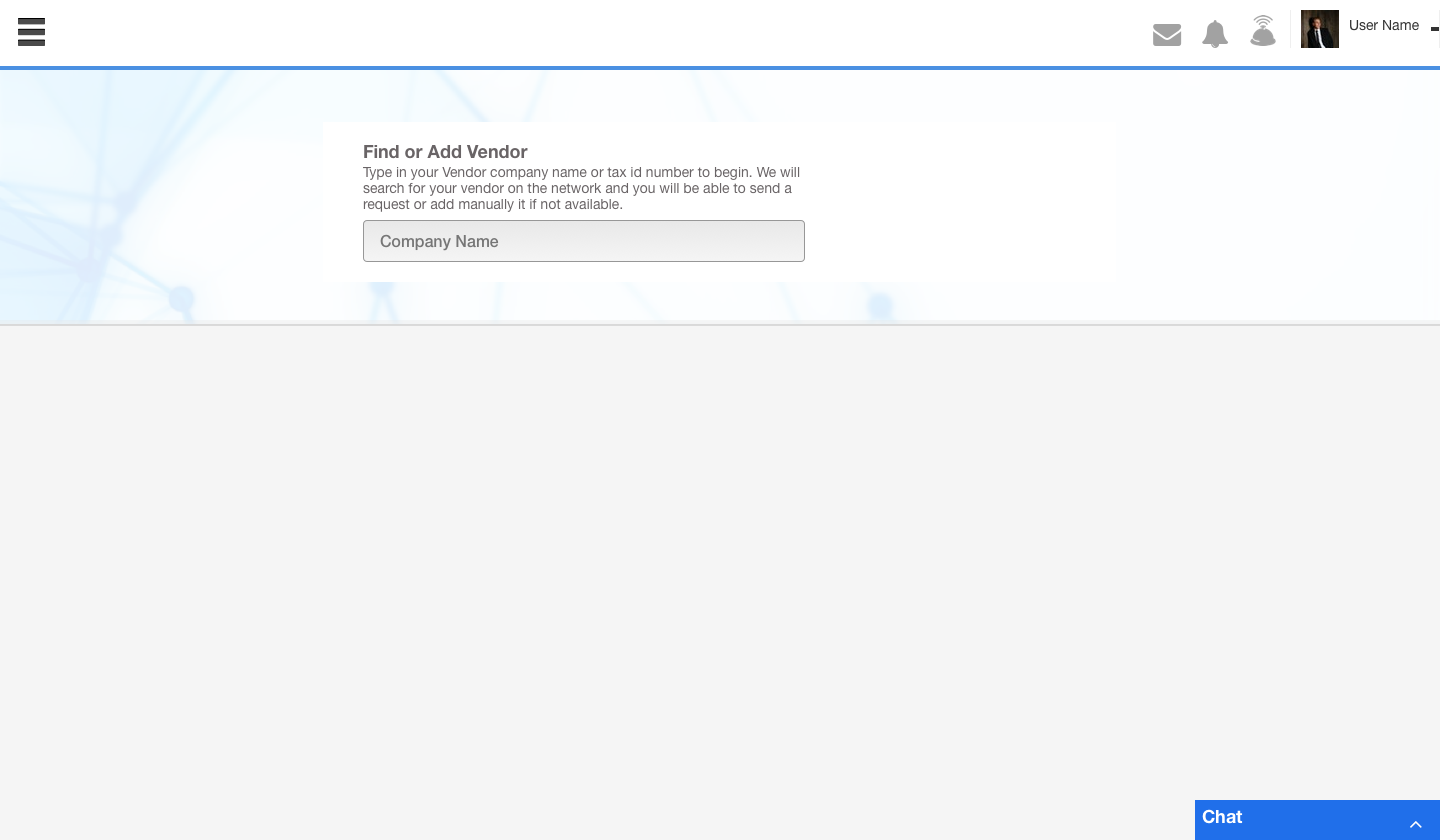 User Name
Find or Add Vendor
Type in your Vendor company name or tax id number to begin. We will
search for your vendor on the network and you will be able to send a
request or add manually it if not available.
Company Name
Chat